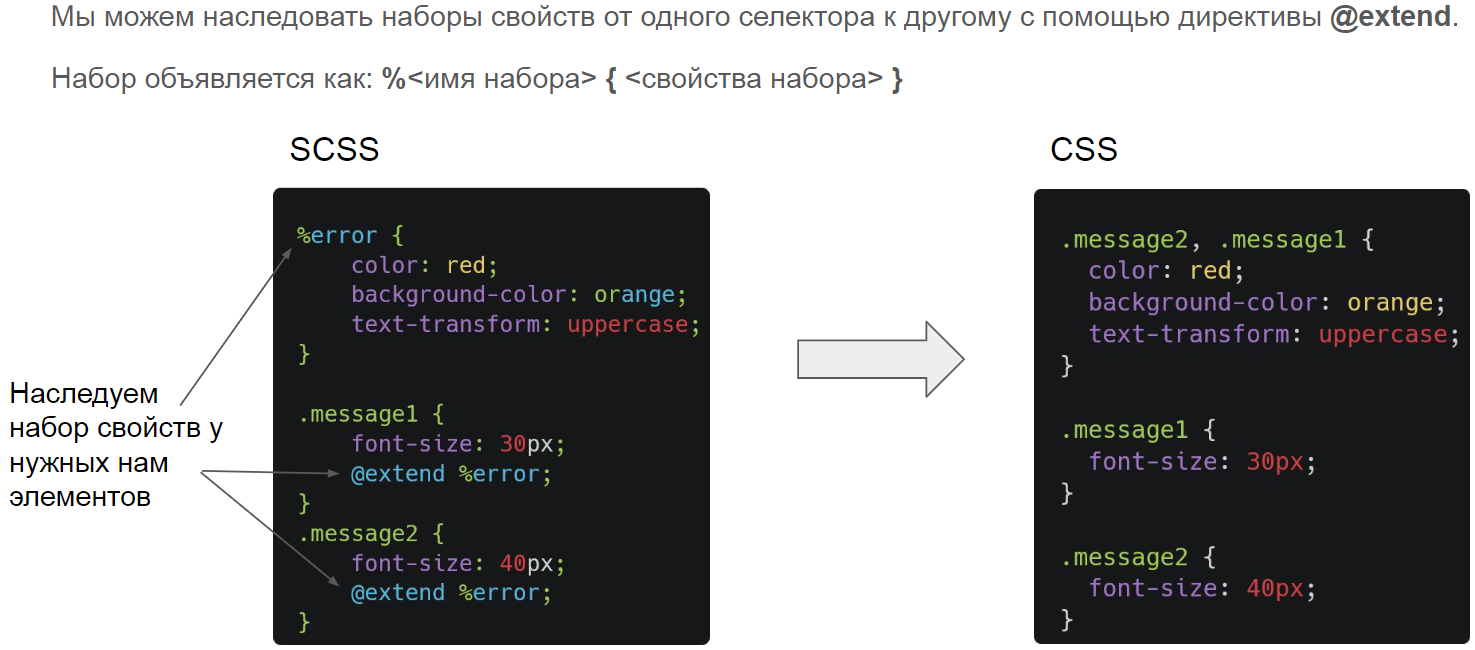 Мы можем наследовать наборы свойств от одного селектора к другому с помощью директивы @extend.
Набор объявляется как: %<имя набора> { <свойства набора> }
SCSS
%error {
    color: red;
    background-color: orange;
    text-transform: uppercase;
}
.message1 {
    font-size: 30px;
    @extend %error;
}
.message2 {
    font-size: 40px;
    @extend %error;
}
Наследуем
набор свойств у
нужных нам
элементов
CSS
.message2, .message1 {
  color: red;
  background-color: orange;
  text-transform: uppercase;
}
.message1 {
  font-size: 30px;
}
.message2 {
  font-size: 40px;
}